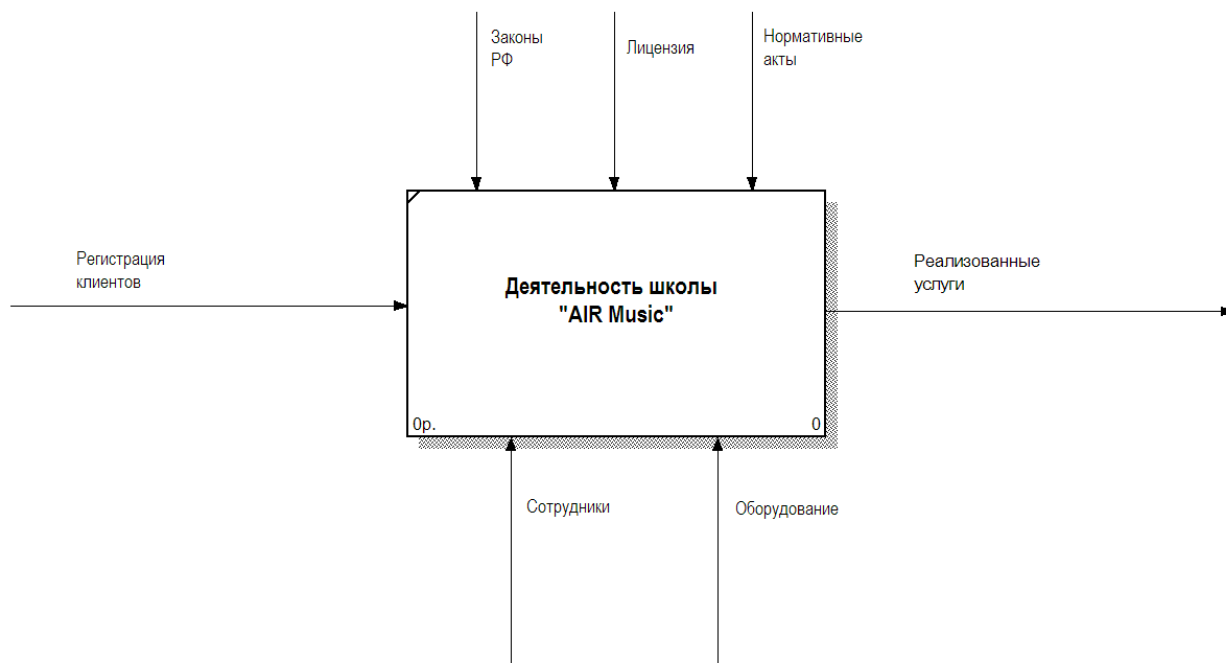 Законы
РФ
Лицензия
Нормативные
акты
Регистрация
клиентов
Деятельность школы
"AIR Music"
Реализованные
услуги
0р.
0
Сотрудники
Оборудование